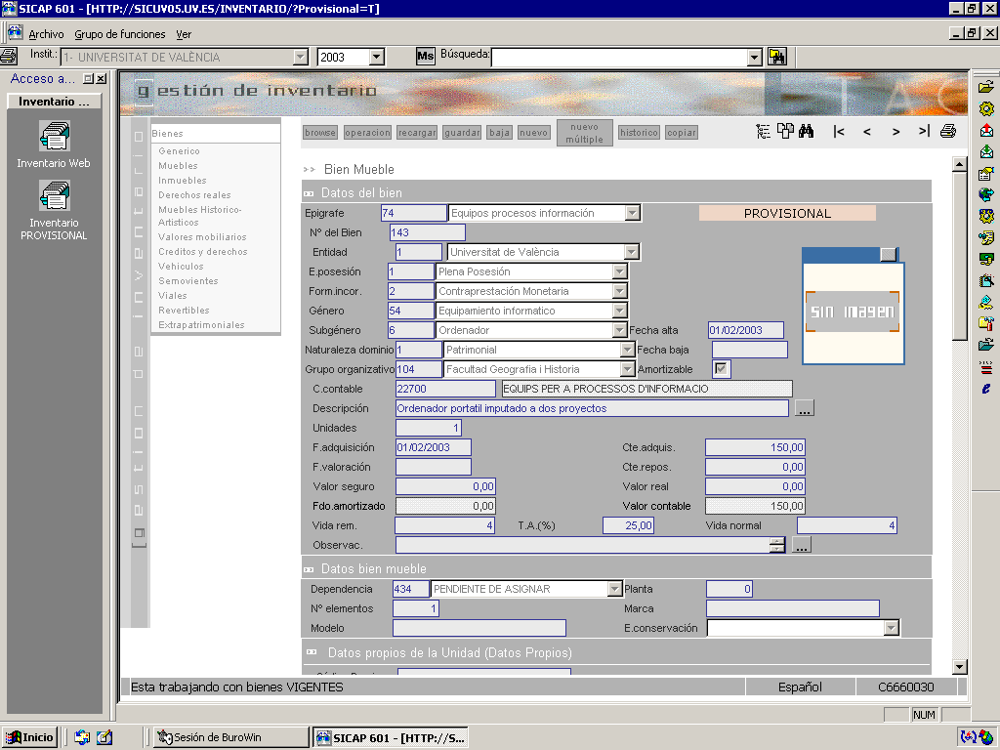 SICAP 601 - [HTTP://SICUV05.UV.ES/INVENTARIO/?Provisional=T]
Archivo Grupo de funciones Ver
Instit.: 1- UNIVERSITAT DE VALÈNCIA 2003 Ms Búsqueda:
Acceso a...
Inventario ...
Inventario Web
Inventario
PROVISIONAL
gestión de inventario
Bienes
Generico
Muebles
Inmuebles
Derechos reales
Muebles Historico-
Artisticos
Valores mobiliarios
Creditos y derechos
Vehiculos
Semovientes
Viales
Revertibles
Extrapatrimoniales
browse operacion recargar guardar baja nuevo nuevo múltiple historico copiar
>> Bien Mueble
Datos del bien
Epigrafe 74 Equipos procesos información PROVISIONAL
Nº del Bien 143
Entidad 1 Universitat de València
E.posesión 1 Plena Posesión
Form.incor. 2 Contraprestación Monetaria
Género 54 Equipamiento informatico
Subgénero 6 Ordenador Fecha alta 01/02/2003
Naturaleza dominio 1 Patrimonial Fecha baja
Grupo organizativo 104 Facultad Geografia i Historia Amortizable
sin imagen
C.contable 22700 EQUIPS PER A PROCESSOS D'INFORMACIO
Descripción Ordenador portatil imputado a dos proyectos ...
Unidades 1
F.adquisición 01/02/2003 Cte.adquis. 150,00
F.valoración Cte.repos. 0,00
Valor seguro 0,00 Valor real 0,00
Fdo.amortizado 0,00 Valor contable 150,00
Vida rem. 4 T.A.(%) 25,00 Vida normal 4
Observac. ...
Datos bien mueble
Dependencia 434 PENDIENTE DE ASIGNAR Planta 0
Nº elementos 1 Marca
Modelo E.conservación
Datos propios de la Unidad (Datos Propios)
Esta trabajando con bienes VIGENTES Español C6660030
NUM
Inicio Sesión de BuroWin SICAP 601 - [HTTP://S...